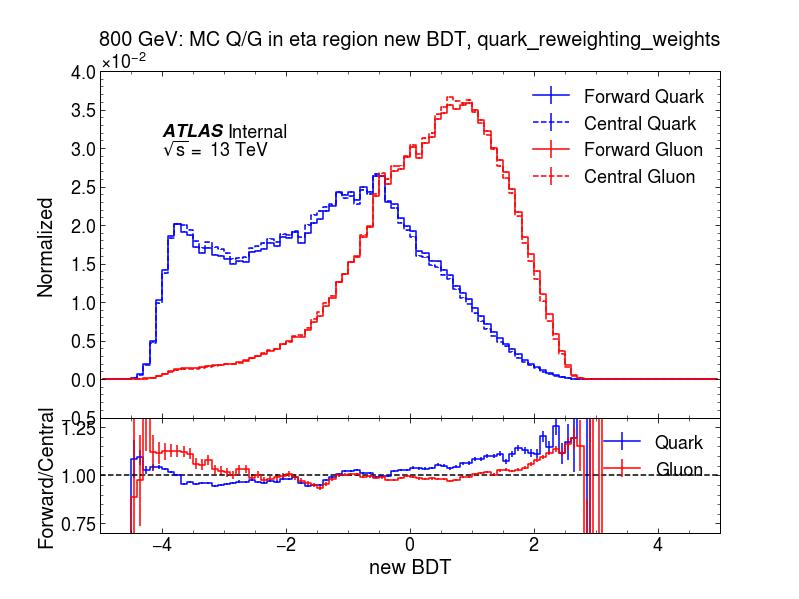 800 GeV: MC Q/G in eta region new BDT, quark_reweighting_weights
×10⁻²
4.0
3.5
3.0
2.5
2.0
1.5
1.0
0.5
0.0
0.5
Normalized
ATLAS Internal
√s = 13 TeV
Forward Quark
Central Quark
Forward Gluon
Central Gluon
1.25
1.00
0.75
Forward/Central
Quark
Gluon
−4 −2 0 2 4
new BDT